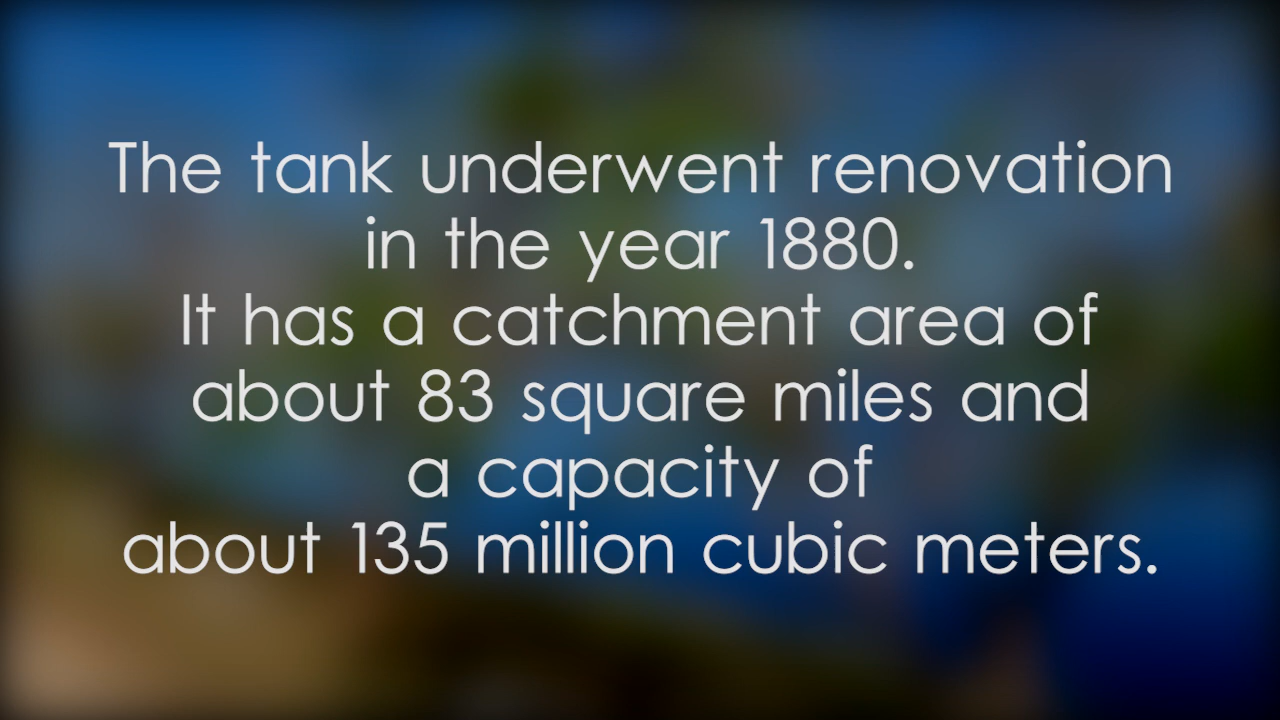 The tank underwent renovation
in the year 1880.
It has a catchment area of
about 83 square miles and
a capacity of
about 135 million cubic meters.